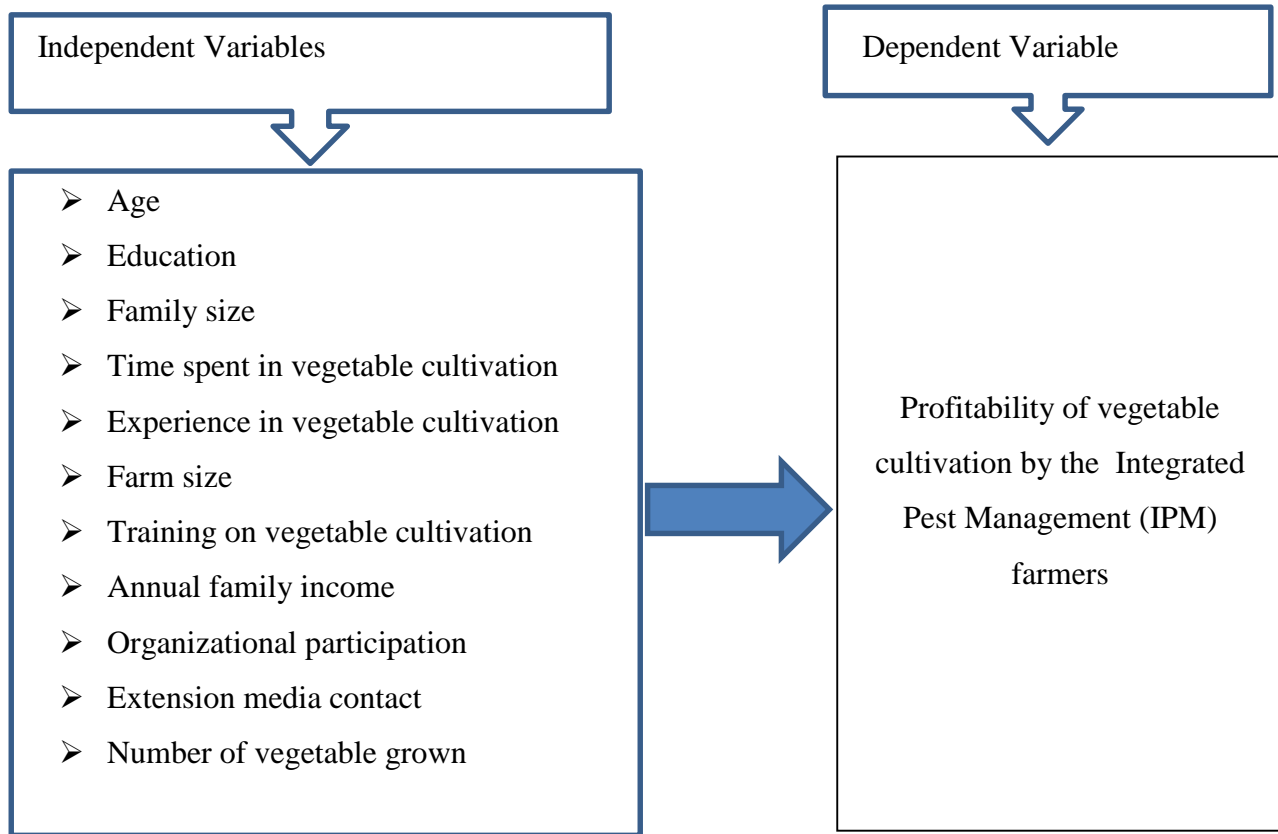 Independent Variables
Dependent Variable
➢ Age
➢ Education
➢ Family size
➢ Time spent in vegetable cultivation
➢ Experience in vegetable cultivation
➢ Farm size
➢ Training on vegetable cultivation
➢ Annual family income
➢ Organizational participation
➢ Extension media contact
➢ Number of vegetable grown
Profitability of vegetable
cultivation by the Integrated
Pest Management (IPM)
farmers